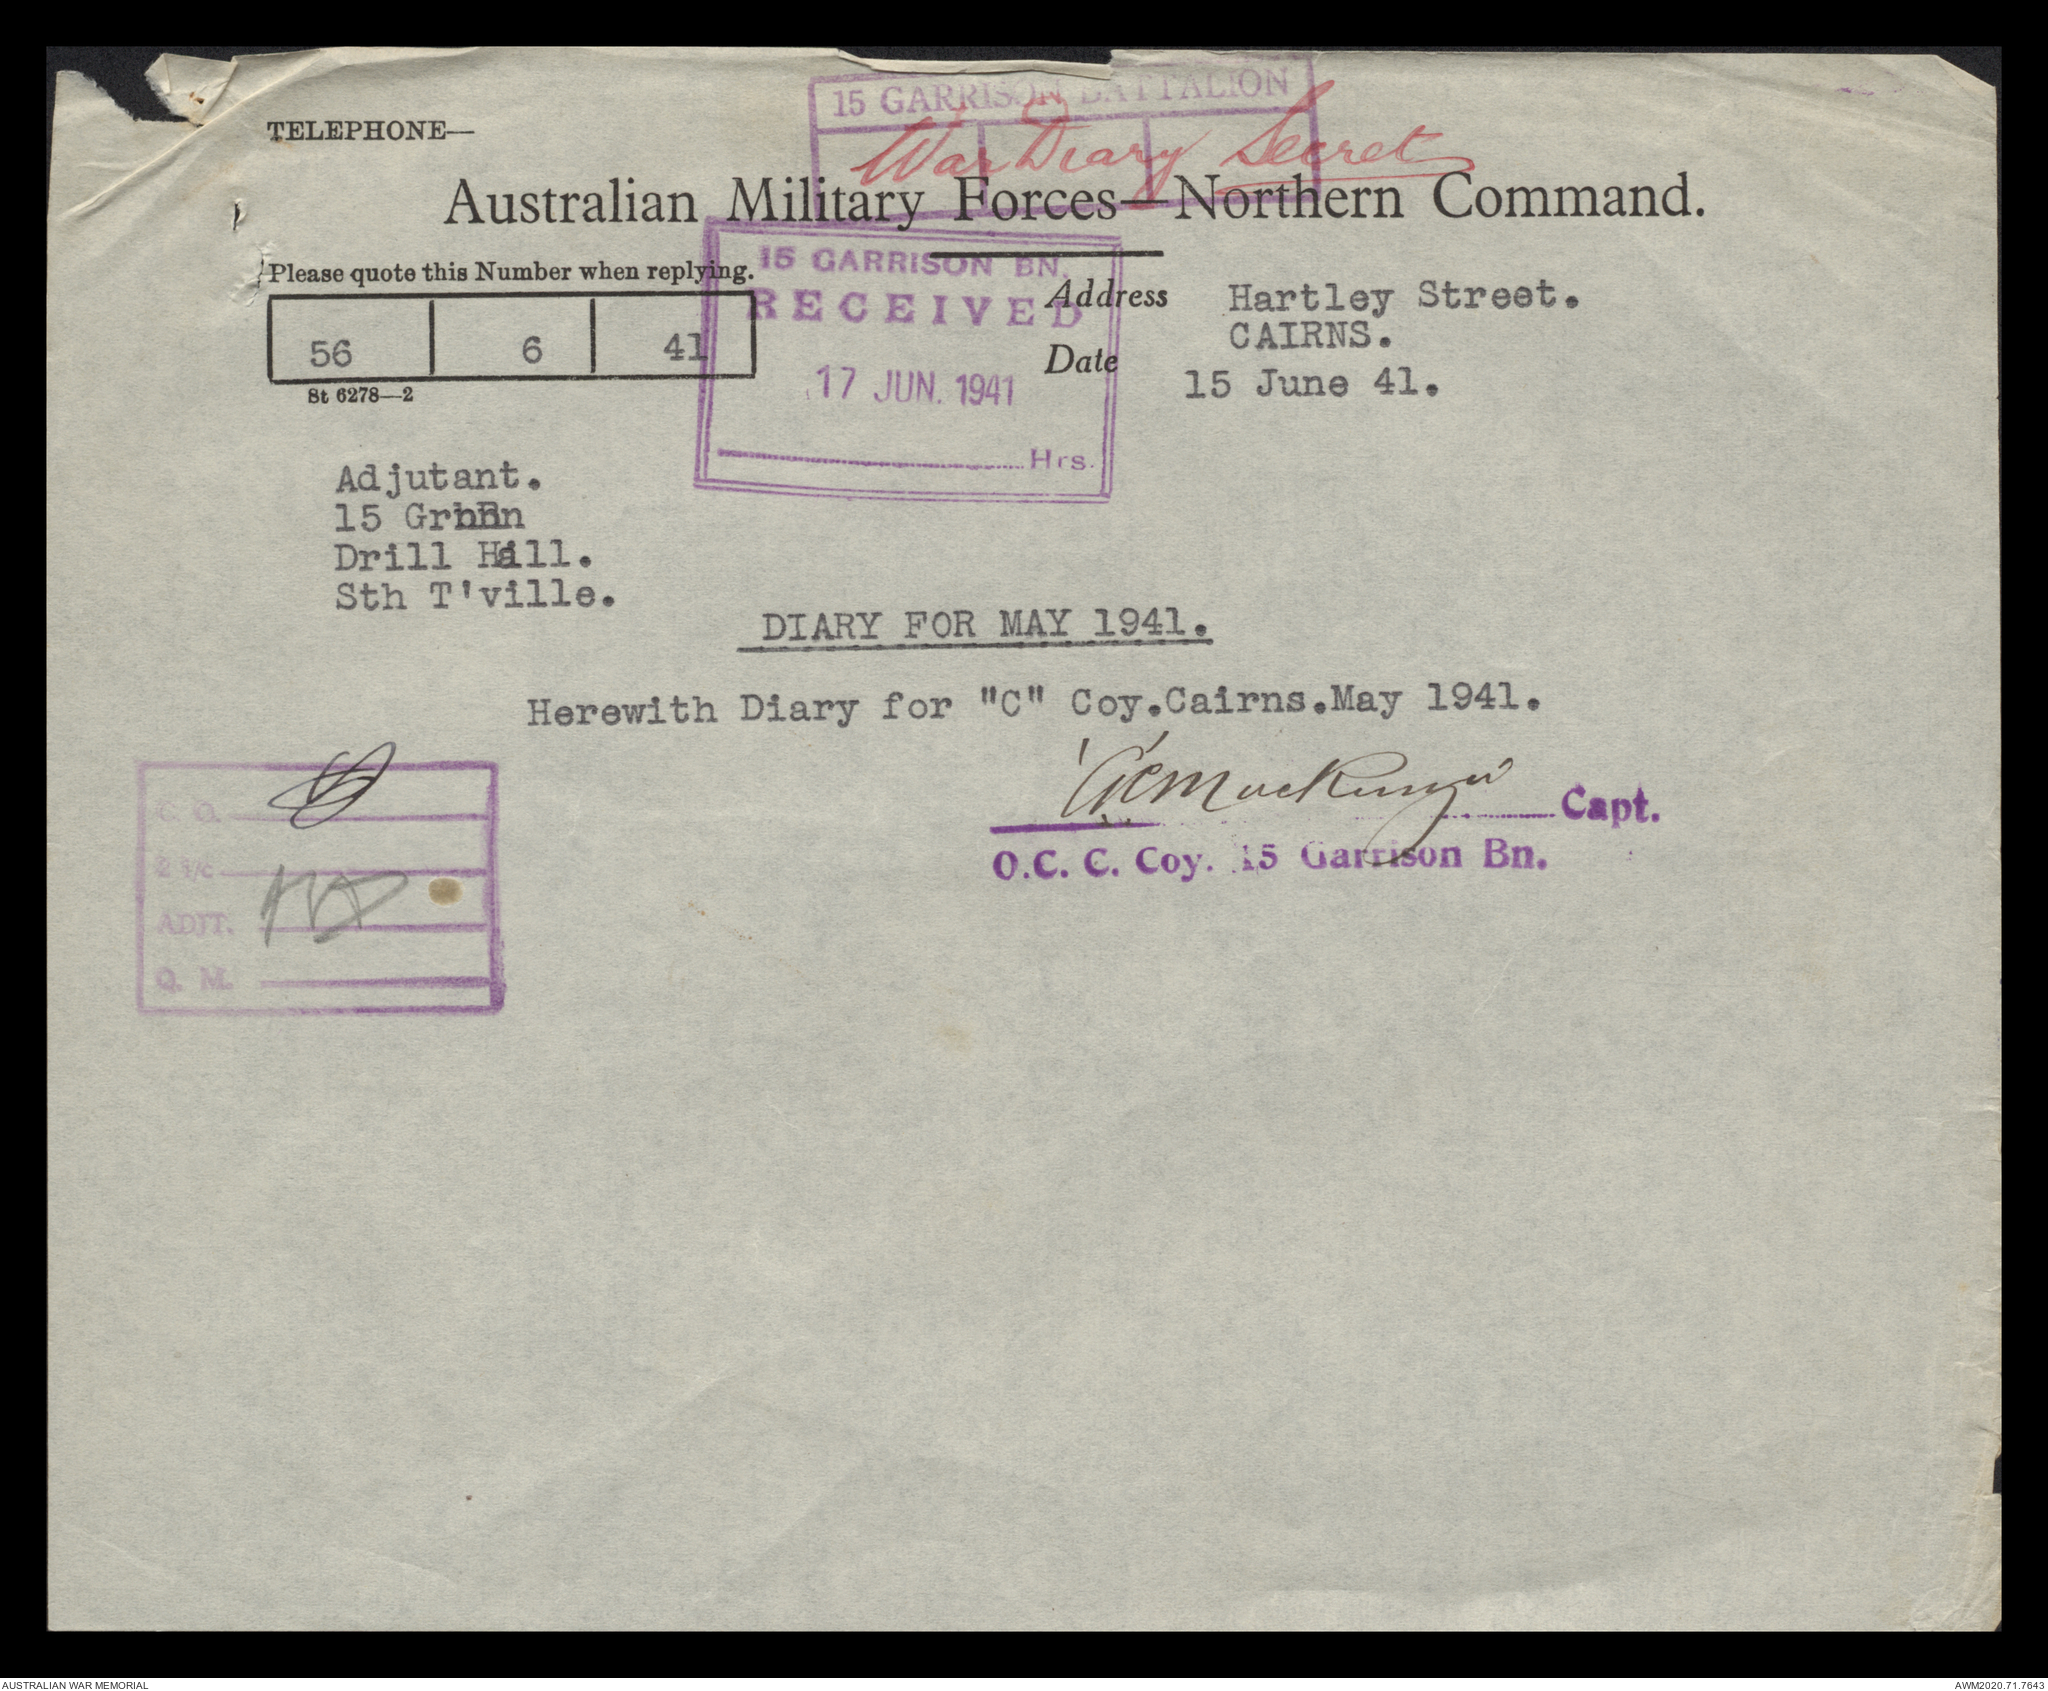 15 GARRISON BATTALION
War Diary Secret
TELEPHONE—
Australian Military Forces—Northern Command.
Please quote this Number when replying.
56 6 41
St 6278—2
15 GARRISON BN.
RECEIVED
17 JUN. 1941
Hrs.
Address Hartley Street.
CAIRNS.
Date 15 June 41.
Adjutant.
15 Grn Bn
Drill Hall.
Sth T'ville.
DIARY FOR MAY 1941.
Herewith Diary for "C" Coy.Cairns.May 1941.
MacKenzie Capt.
O.C. C. Coy. 15 Garrison Bn.
C. O.
2 i/c
ADJT.
Q. M.
AUSTRALIAN WAR MEMORIAL
AWM2020.71.7643